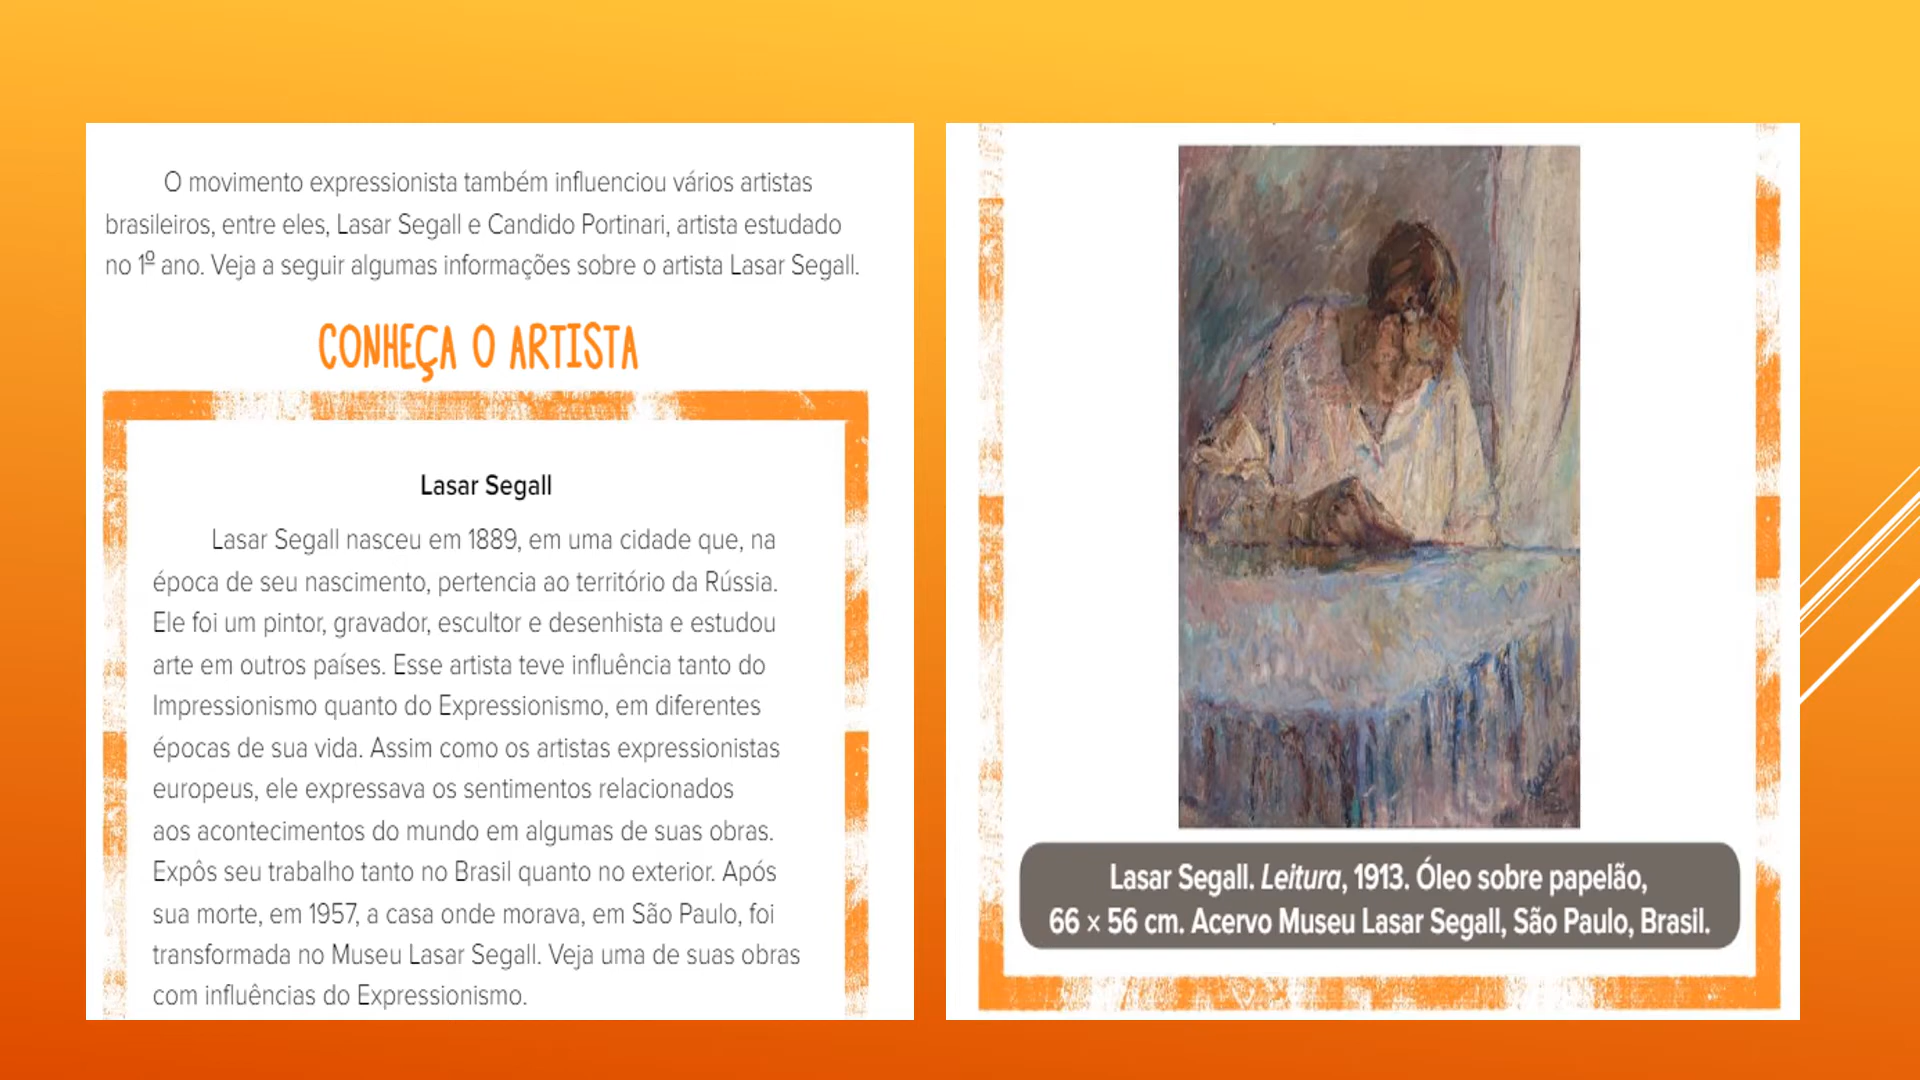 O movimento expressionista também influenciou vários artistas
brasileiros, entre eles, Lasar Segall e Candido Portinari, artista estudado
no 1º ano. Veja a seguir algumas informações sobre o artista Lasar Segall.
CONHEÇA O ARTISTA
Lasar Segall
Lasar Segall nasceu em 1889, em uma cidade que, na
época de seu nascimento, pertencia ao território da Rússia.
Ele foi um pintor, gravador, escultor e desenhista e estudou
arte em outros países. Esse artista teve influência tanto do
Impressionismo quanto do Expressionismo, em diferentes
épocas de sua vida. Assim como os artistas expressionistas
europeus, ele expressava os sentimentos relacionados
aos acontecimentos do mundo em algumas de suas obras.
Expôs seu trabalho tanto no Brasil quanto no exterior. Após
sua morte, em 1957, a casa onde morava, em São Paulo, foi
transformada no Museu Lasar Segall. Veja uma de suas obras
com influências do Expressionismo.
Lasar Segall. Leitura, 1913. Óleo sobre papelão,
66 × 56 cm. Acervo Museu Lasar Segall, São Paulo, Brasil.